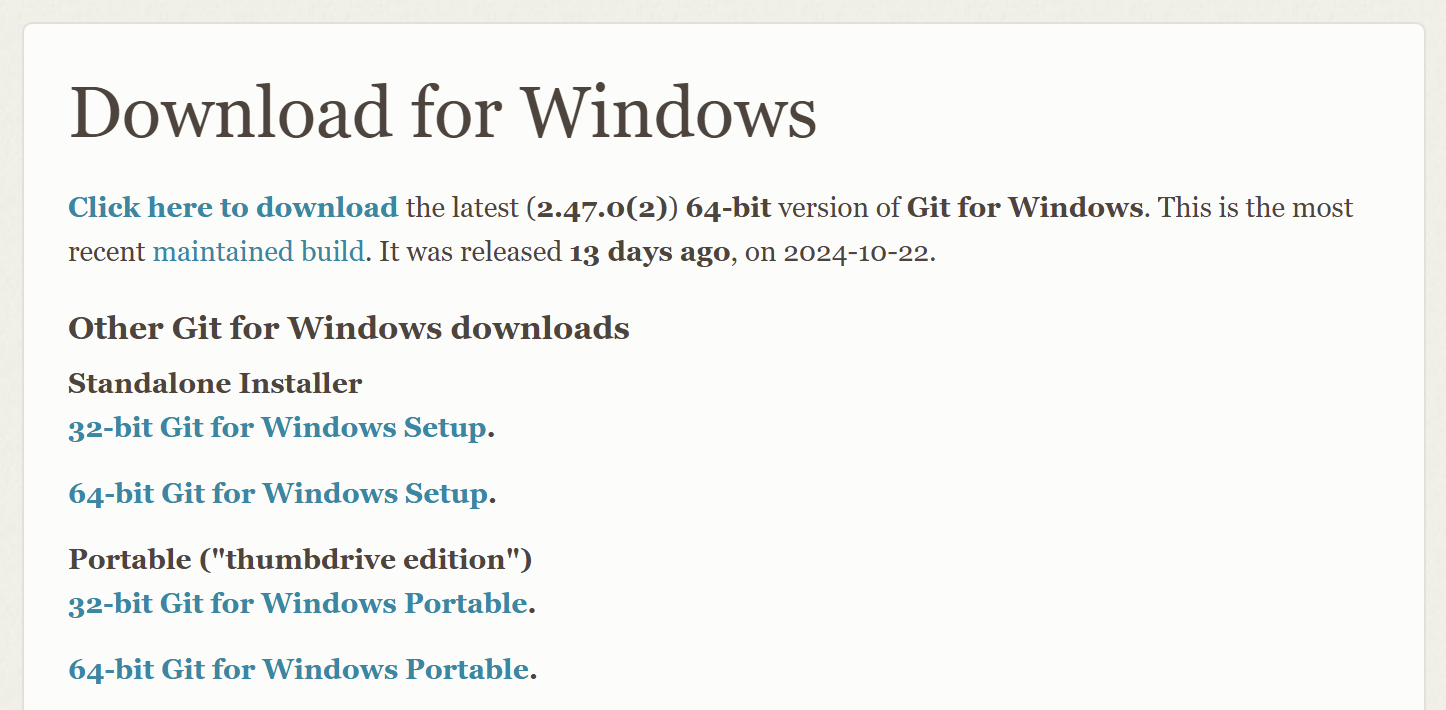 Download for Windows
Click here to download the latest (2.47.0(2)) 64-bit version of Git for Windows. This is the most
recent maintained build. It was released 13 days ago, on 2024-10-22.
Other Git for Windows downloads
Standalone Installer
32-bit Git for Windows Setup.
64-bit Git for Windows Setup.
Portable ("thumbdrive edition")
32-bit Git for Windows Portable.
64-bit Git for Windows Portable.